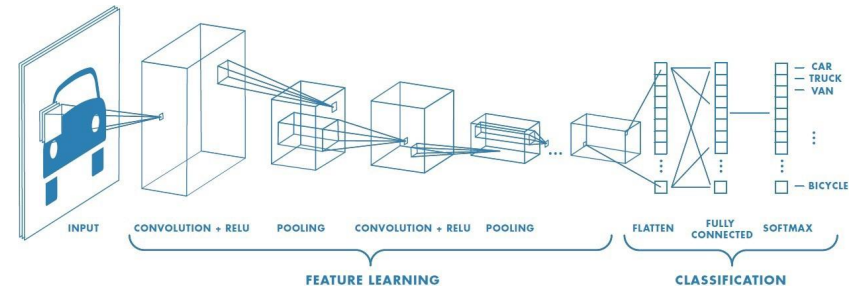 CAR
TRUCK
VAN
BICYCLE
INPUT
CONVOLUTION + RELU
POOLING
CONVOLUTION + RELU
POOLING
FLATTEN
FULLY
CONNECTED
SOFTMAX
FEATURE LEARNING
CLASSIFICATION